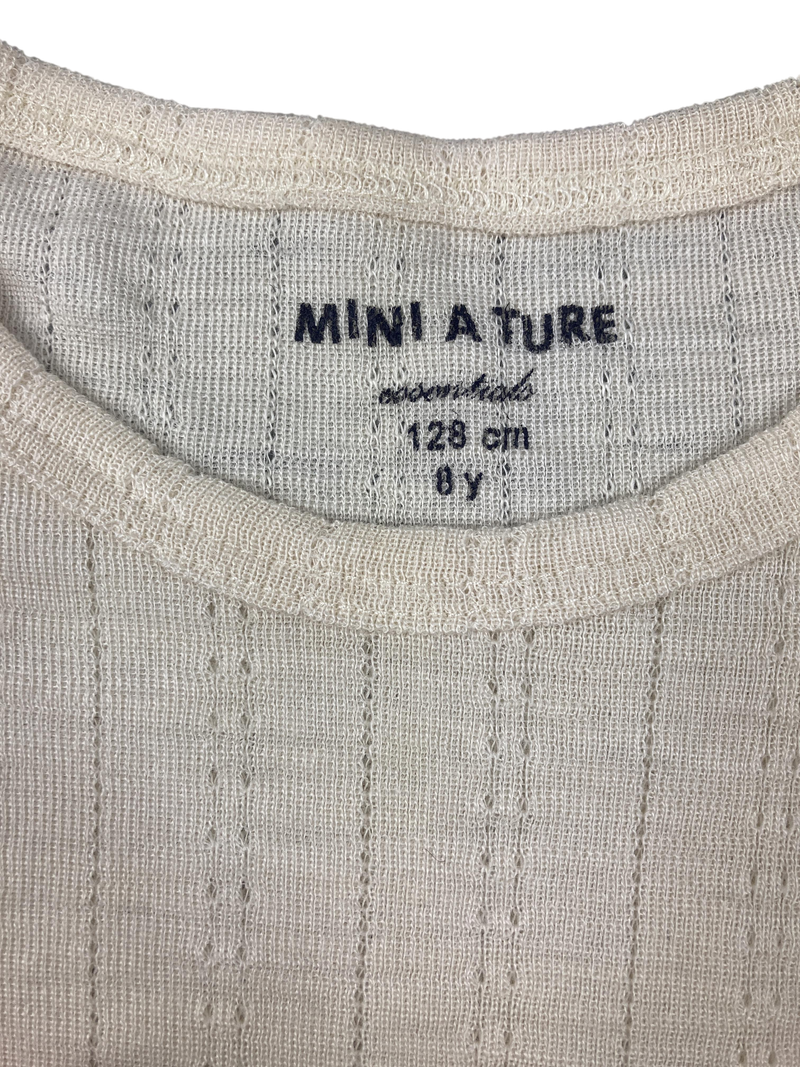 MINI A TURE
essentials
128 cm
8 y